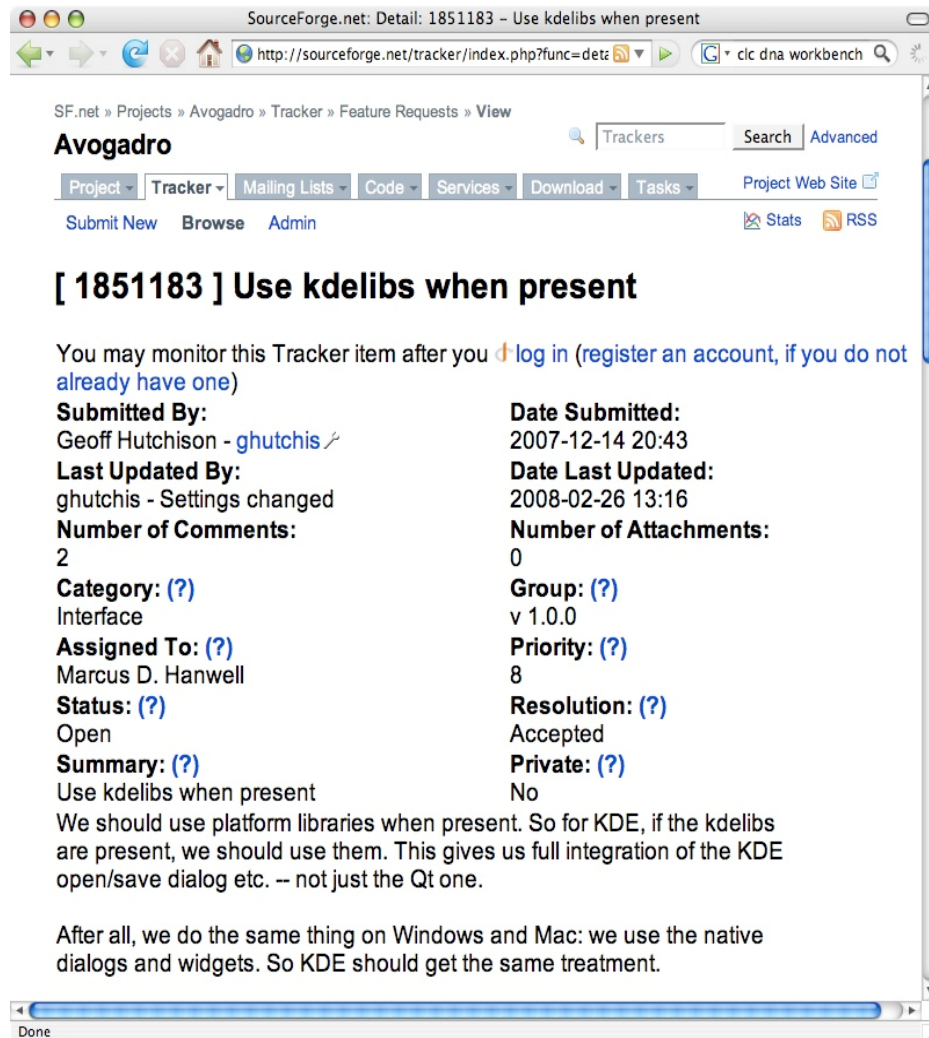 SourceForge.net: Detail: 1851183 – Use kdelibs when present
http://sourceforge.net/tracker/index.php?func=deta
G clc dna workbench
SF.net » Projects » Avogadro » Tracker » Feature Requests » View
Avogadro
Trackers Search Advanced
Project Tracker Mailing Lists Code Services Download Tasks Project Web Site
Submit New Browse Admin Stats RSS
[ 1851183 ] Use kdelibs when present
You may monitor this Tracker item after you log in (register an account, if you do not
already have one)
Submitted By: Date Submitted:
Geoff Hutchison - ghutchis 2007-12-14 20:43
Last Updated By: Date Last Updated:
ghutchis - Settings changed 2008-02-26 13:16
Number of Comments: Number of Attachments:
2 0
Category: (?) Group: (?)
Interface v 1.0.0
Assigned To: (?) Priority: (?)
Marcus D. Hanwell 8
Status: (?) Resolution: (?)
Open Accepted
Summary: (?) Private: (?)
Use kdelibs when present No
We should use platform libraries when present. So for KDE, if the kdelibs
are present, we should use them. This gives us full integration of the KDE
open/save dialog etc. -- not just the Qt one.
After all, we do the same thing on Windows and Mac: we use the native
dialogs and widgets. So KDE should get the same treatment.
Done